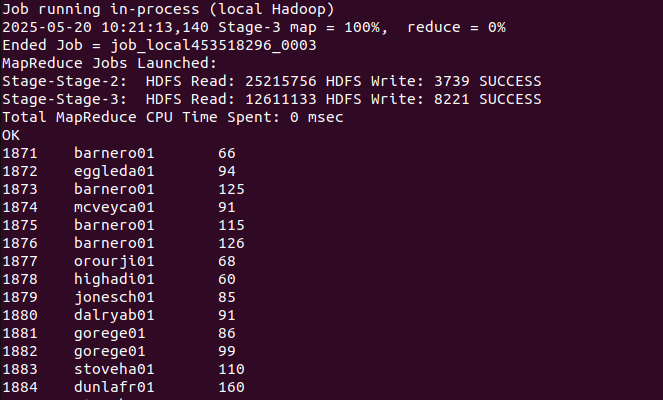 Job running in-process (local Hadoop)
2025-05-20 10:21:13,140 Stage-3 map = 100%,  reduce = 0%
Ended Job = job_local453518296_0003
MapReduce Jobs Launched:
Stage-Stage-2:  HDFS Read: 25215756 HDFS Write: 3739 SUCCESS
Stage-Stage-3:  HDFS Read: 12611133 HDFS Write: 8221 SUCCESS
Total MapReduce CPU Time Spent: 0 msec
OK
1871    barnero01       66
1872    eggleda01       94
1873    barnero01       125
1874    mcveyca01       91
1875    barnero01       115
1876    barnero01       126
1877    orourji01       68
1878    highadi01       60
1879    jonesch01       85
1880    dalryab01       91
1881    gorege01        86
1882    gorege01        99
1883    stoveha01       110
1884    dunlafr01       160